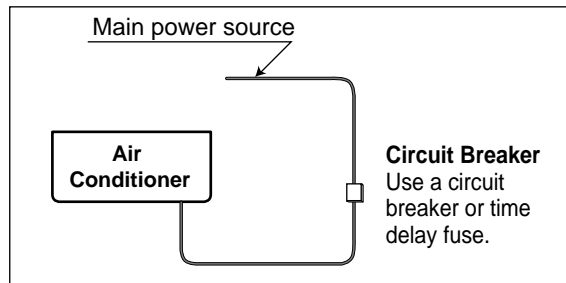 Main power source
Air
Conditioner
Circuit Breaker
Use a circuit
breaker or time
delay fuse.